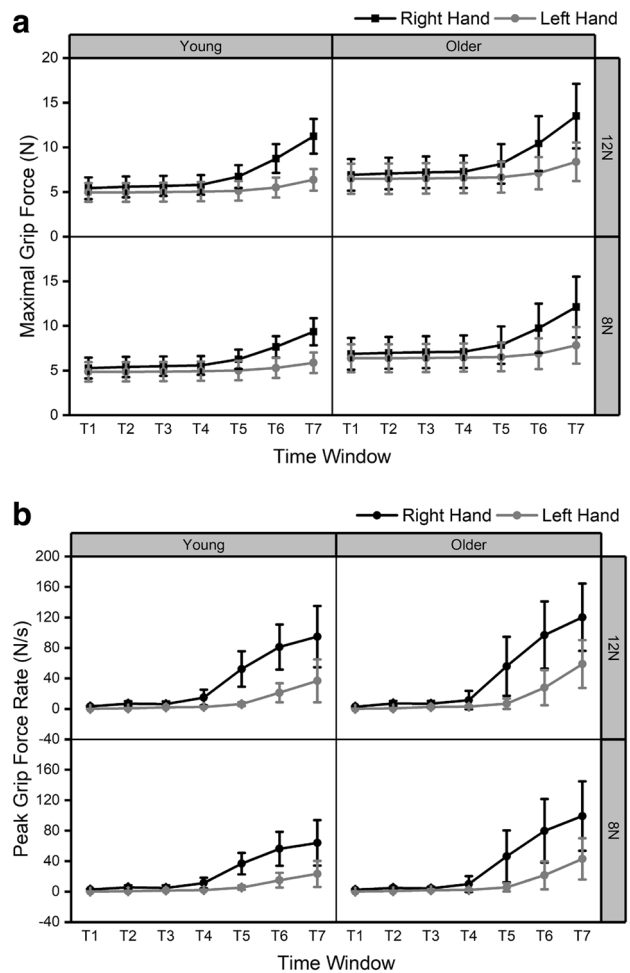 a
Right Hand Left Hand
Young Older
20
15
10
5
0
12N
15
10
5
0
8N
Maximal Grip Force (N)
T1 T2 T3 T4 T5 T6 T7 T1 T2 T3 T4 T5 T6 T7
Time Window
b
Right Hand Left Hand
Young Older
200
160
120
80
40
0
-40
12N
160
120
80
40
0
-40
8N
Peak Grip Force Rate (N/s)
T1 T2 T3 T4 T5 T6 T7 T1 T2 T3 T4 T5 T6 T7
Time Window